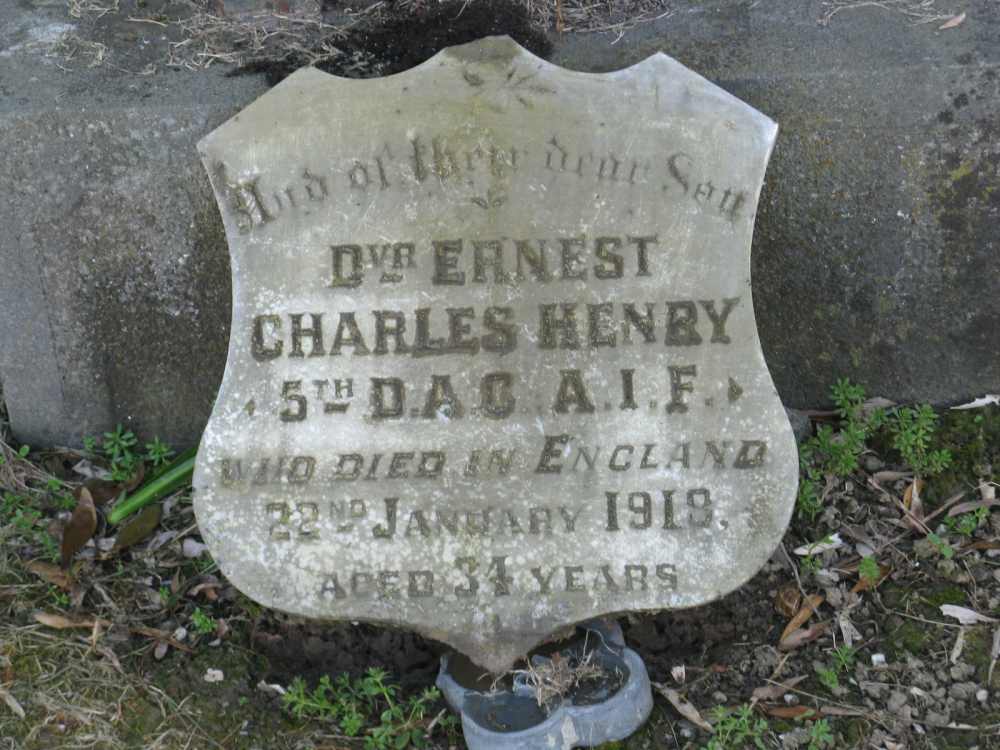 And of their dear Son
DVR ERNEST
CHARLES HENRY
5TH D.A.C. A.I.F.
WHO DIED IN ENGLAND
22ND JANUARY 1918.
AGED 34 YEARS